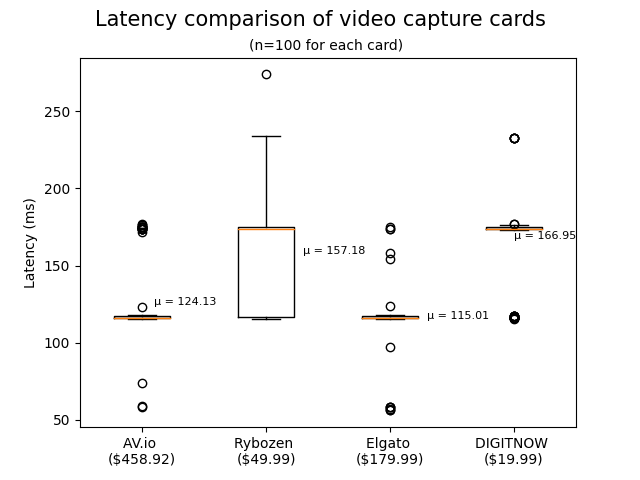 Latency comparison of video capture cards
(n=100 for each card)
Latency (ms)
250
200
150
100
50
μ = 124.13
μ = 157.18
μ = 115.01
μ = 166.95
AV.io
($458.92)
Rybozen
($49.99)
Elgato
($179.99)
DIGITNOW
($19.99)